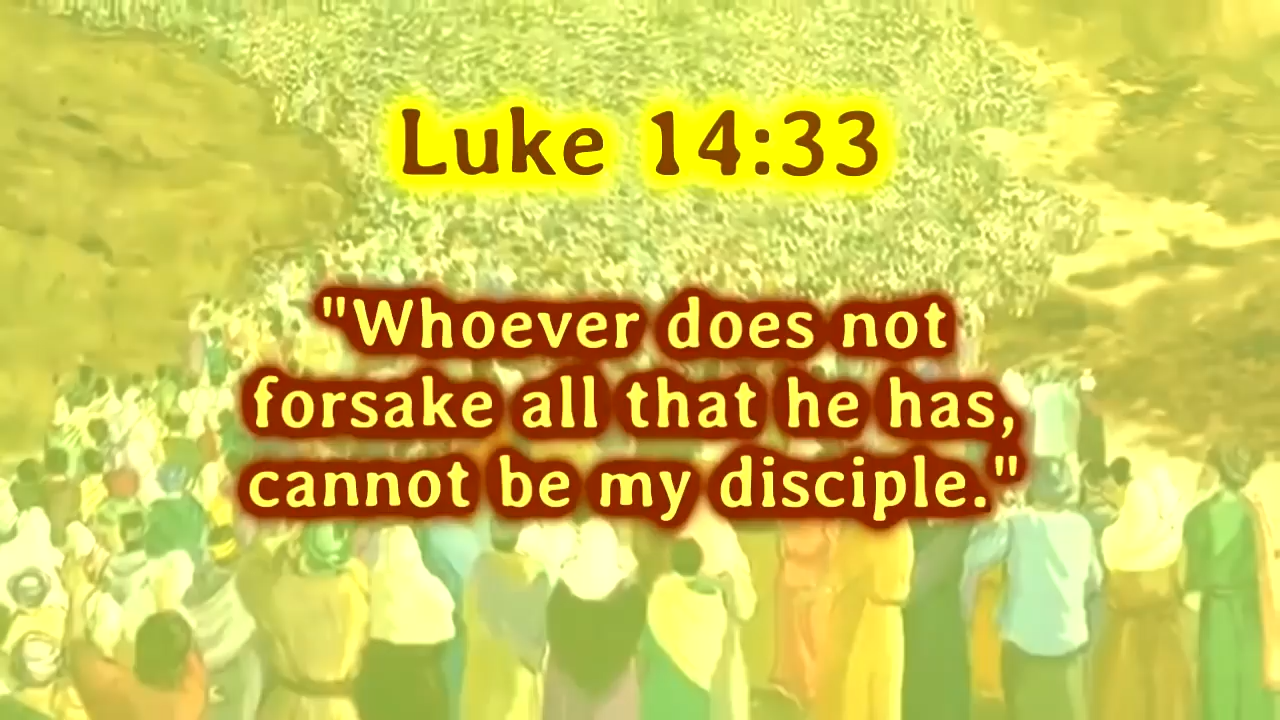 Luke 14:33
"Whoever does not
forsake all that he has,
cannot be my disciple."